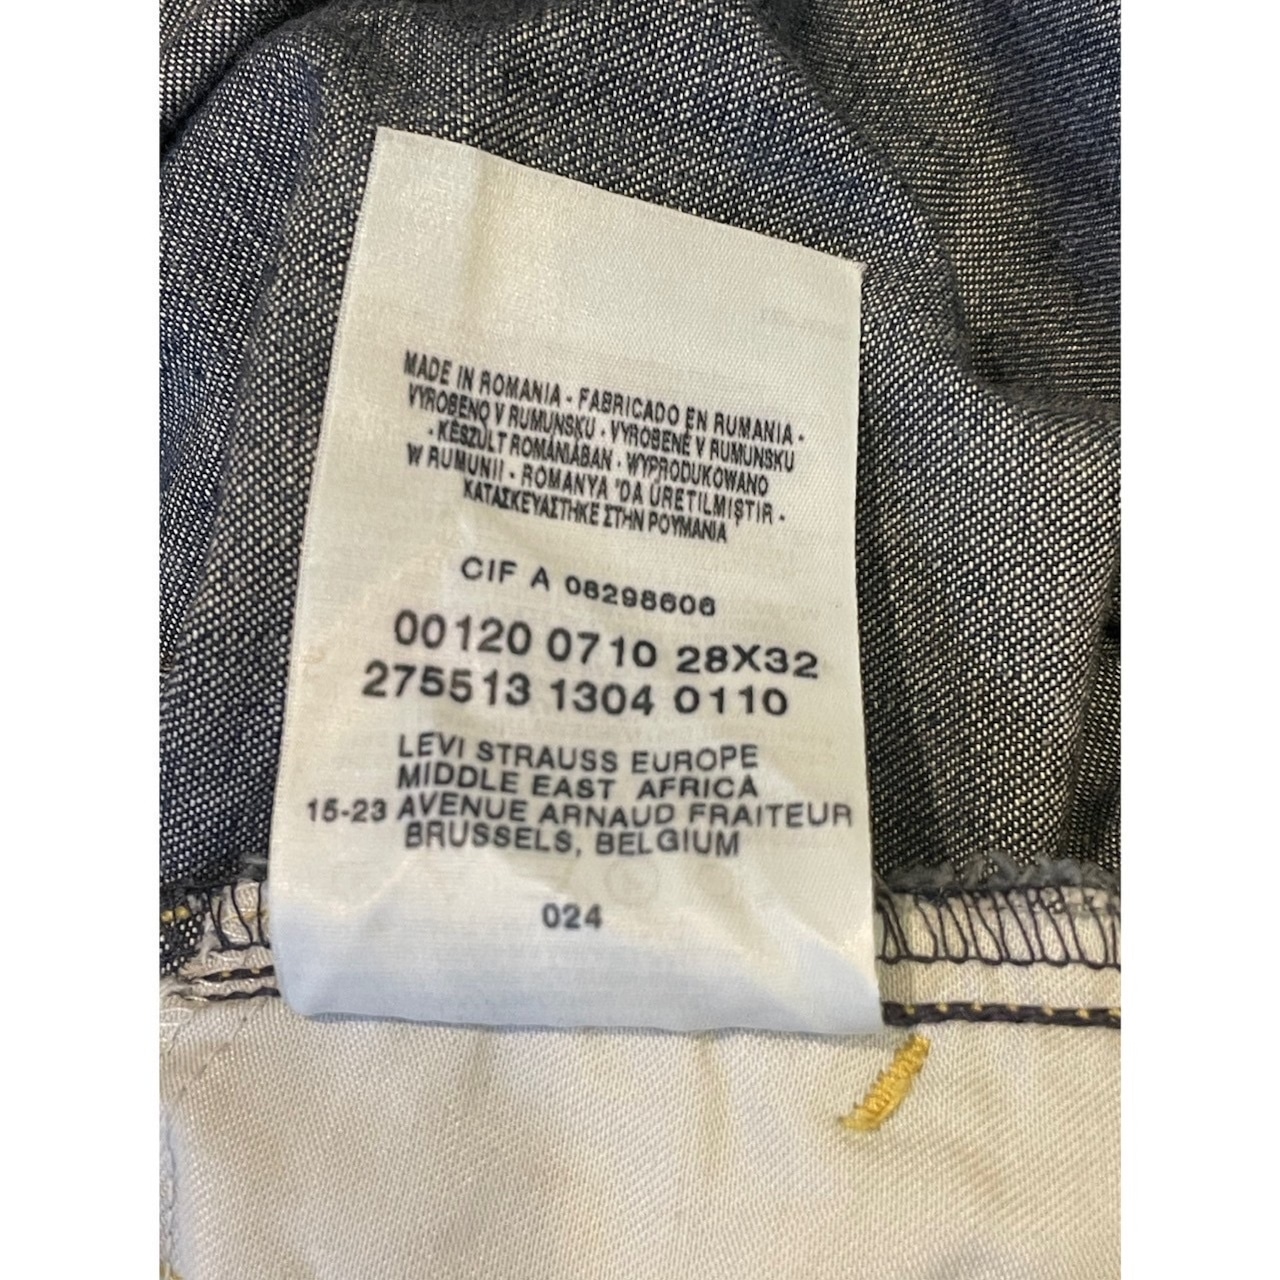 MADE IN ROMANIA - FABRICADO EN RUMANIA -
VYROBENO V RUMUNSKU - VYROBENÉ V RUMUNSKU
- KÉSZÜLT ROMÁNIÁBAN - WYPRODUKOWANO
W RUMUNII - ROMANYA 'DA ÜRETILMIŞTIR -
ΚΑΤΑΣΚΕΥΑΣΤΗΚΕ ΣΤΗΝ ΡΟΥΜΑΝΙΑ
CIF A 08298606
00120 0710 28X32
275513 1304 0110
LEVI STRAUSS EUROPE
MIDDLE EAST AFRICA
15-23 AVENUE ARNAUD FRAITEUR
BRUSSELS, BELGIUM
024